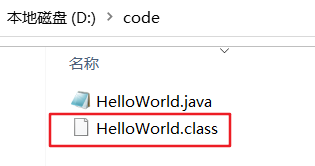 本地磁盘 (D:) > code
名称
HelloWorld.java
HelloWorld.class